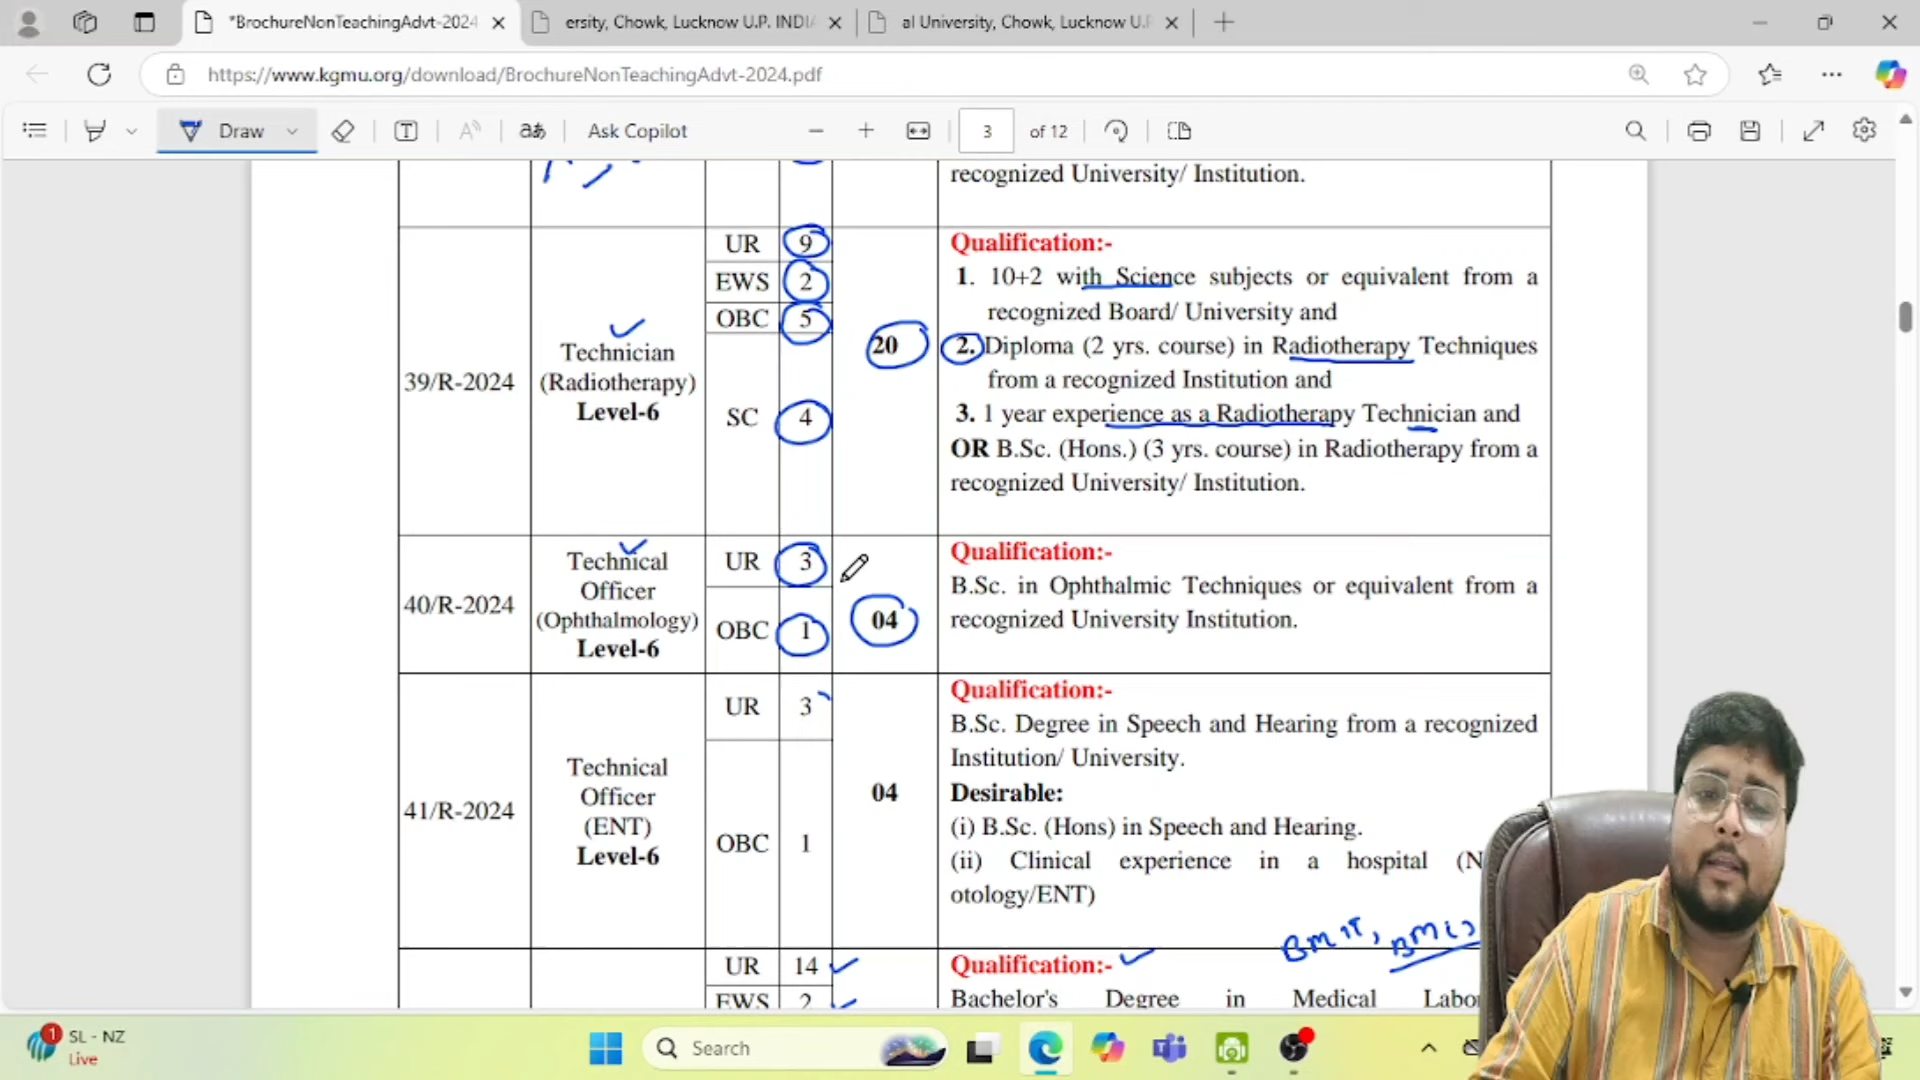 *BrochureNonTeachingAdvt-2024
ersity, Chowk, Lucknow U.P. INDIA
al University, Chowk, Lucknow U.P
https://www.kgmu.org/download/BrochureNonTeachingAdvt-2024.pdf
Draw
Ask Copilot
3 of 12
recognized University/ Institution.
39/R-2024
Technician
(Radiotherapy)
Level-6
UR 9
EWS 2
OBC 5
SC 4
20
Qualification:-
1. 10+2 with Science subjects or equivalent from a
recognized Board/ University and
2. Diploma (2 yrs. course) in Radiotherapy Techniques
from a recognized Institution and
3. 1 year experience as a Radiotherapy Technician and
OR B.Sc. (Hons.) (3 yrs. course) in Radiotherapy from a
recognized University/ Institution.
40/R-2024
Technical
Officer
(Ophthalmology)
Level-6
UR 3
OBC 1
04
Qualification:-
B.Sc. in Ophthalmic Techniques or equivalent from a
recognized University Institution.
41/R-2024
Technical
Officer
(ENT)
Level-6
UR 3
OBC 1
04
Qualification:-
B.Sc. Degree in Speech and Hearing from a recognized
Institution/ University.
Desirable:
(i) B.Sc. (Hons) in Speech and Hearing.
(ii) Clinical experience in a hospital (N
otology/ENT)
UR 14
EWS 2
Qualification:-
Bachelor's Degree in Medical Labor
1
SL - NZ
Live
Search